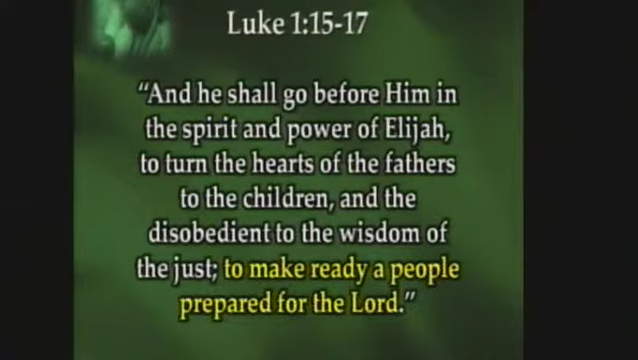 Luke 1:15-17
“And he shall go before Him in
the spirit and power of Elijah,
to turn the hearts of the fathers
to the children, and the
disobedient to the wisdom of
the just; to make ready a people
prepared for the Lord.”